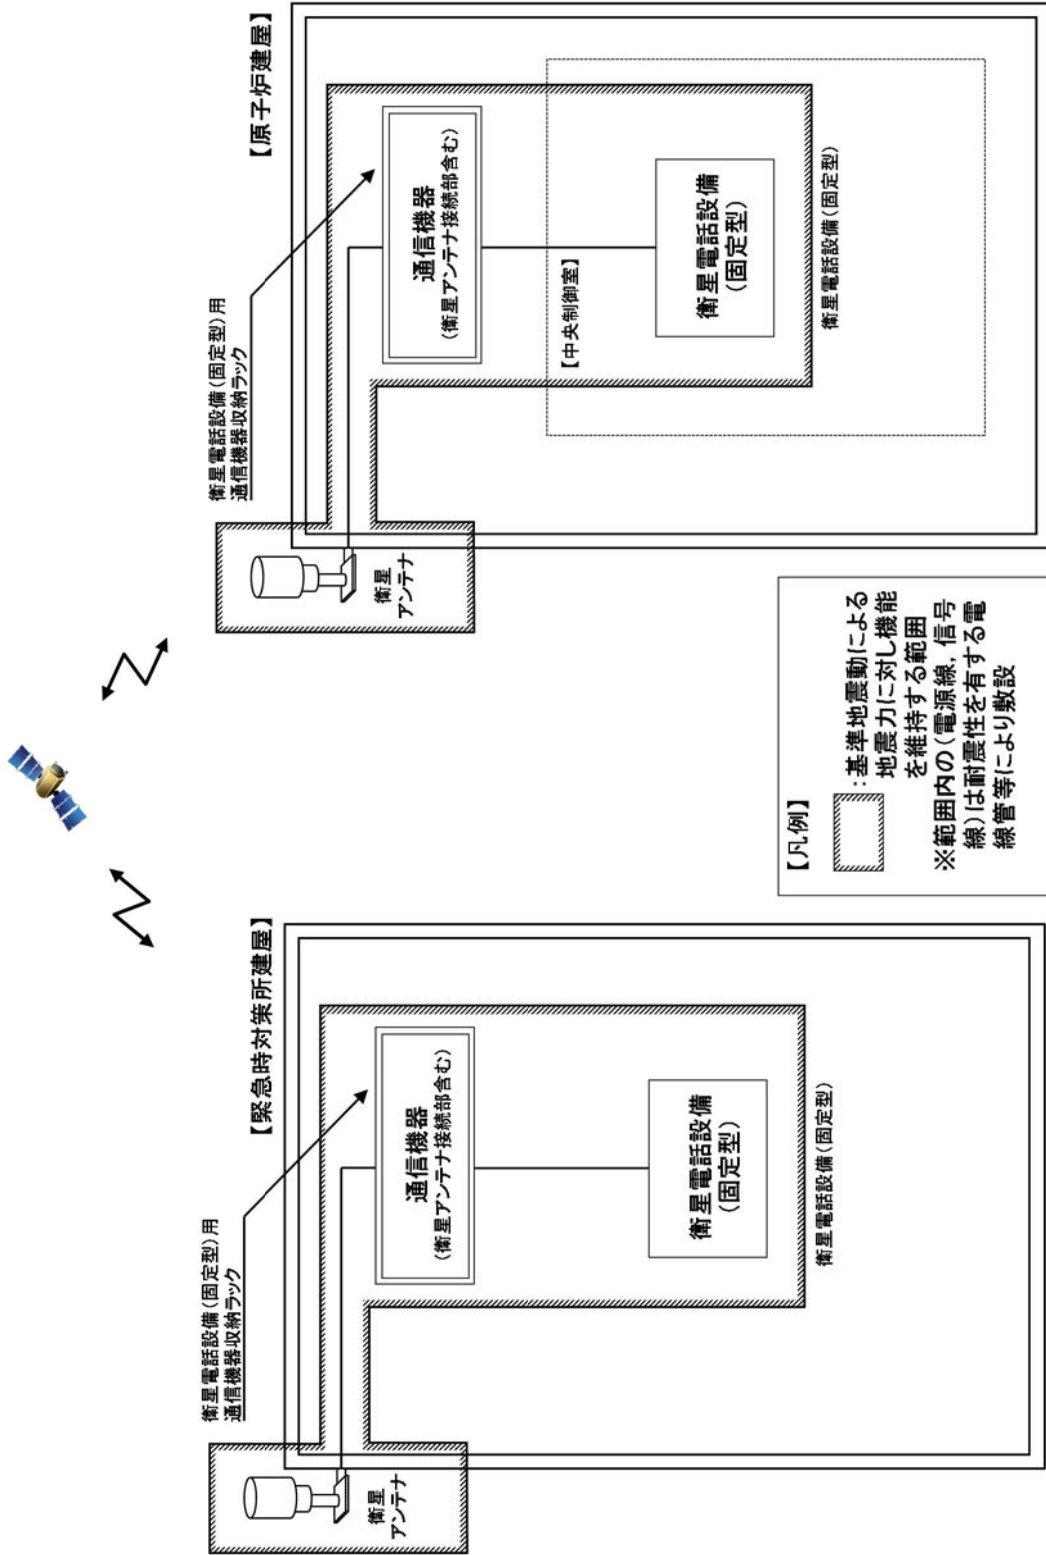 【緊急時対策所建屋】
衛星電話設備(固定型)用
通信機器収納ラック
通信機器
(衛星アンテナ接続部含む)
衛星
アンテナ
衛星電話設備
(固定型)
衛星電話設備(固定型)
【原子炉建屋】
衛星電話設備(固定型)用
通信機器収納ラック
通信機器
(衛星アンテナ接続部含む)
衛星
アンテナ
【中央制御室】
衛星電話設備
(固定型)
衛星電話設備(固定型)
【凡例】
:基準地震動による
地震力に対し機能
を維持する範囲
※範囲内の(電源線,信号
線)は耐震性を有する電
線管等により敷設